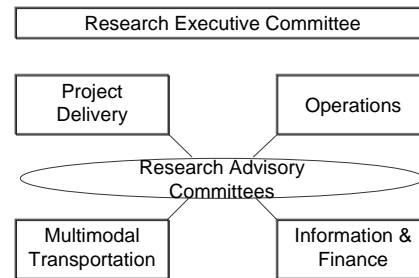 Research Executive Committee
Project
Delivery
Operations
Research Advisory
Committees
Multimodal
Transportation
Information &
Finance